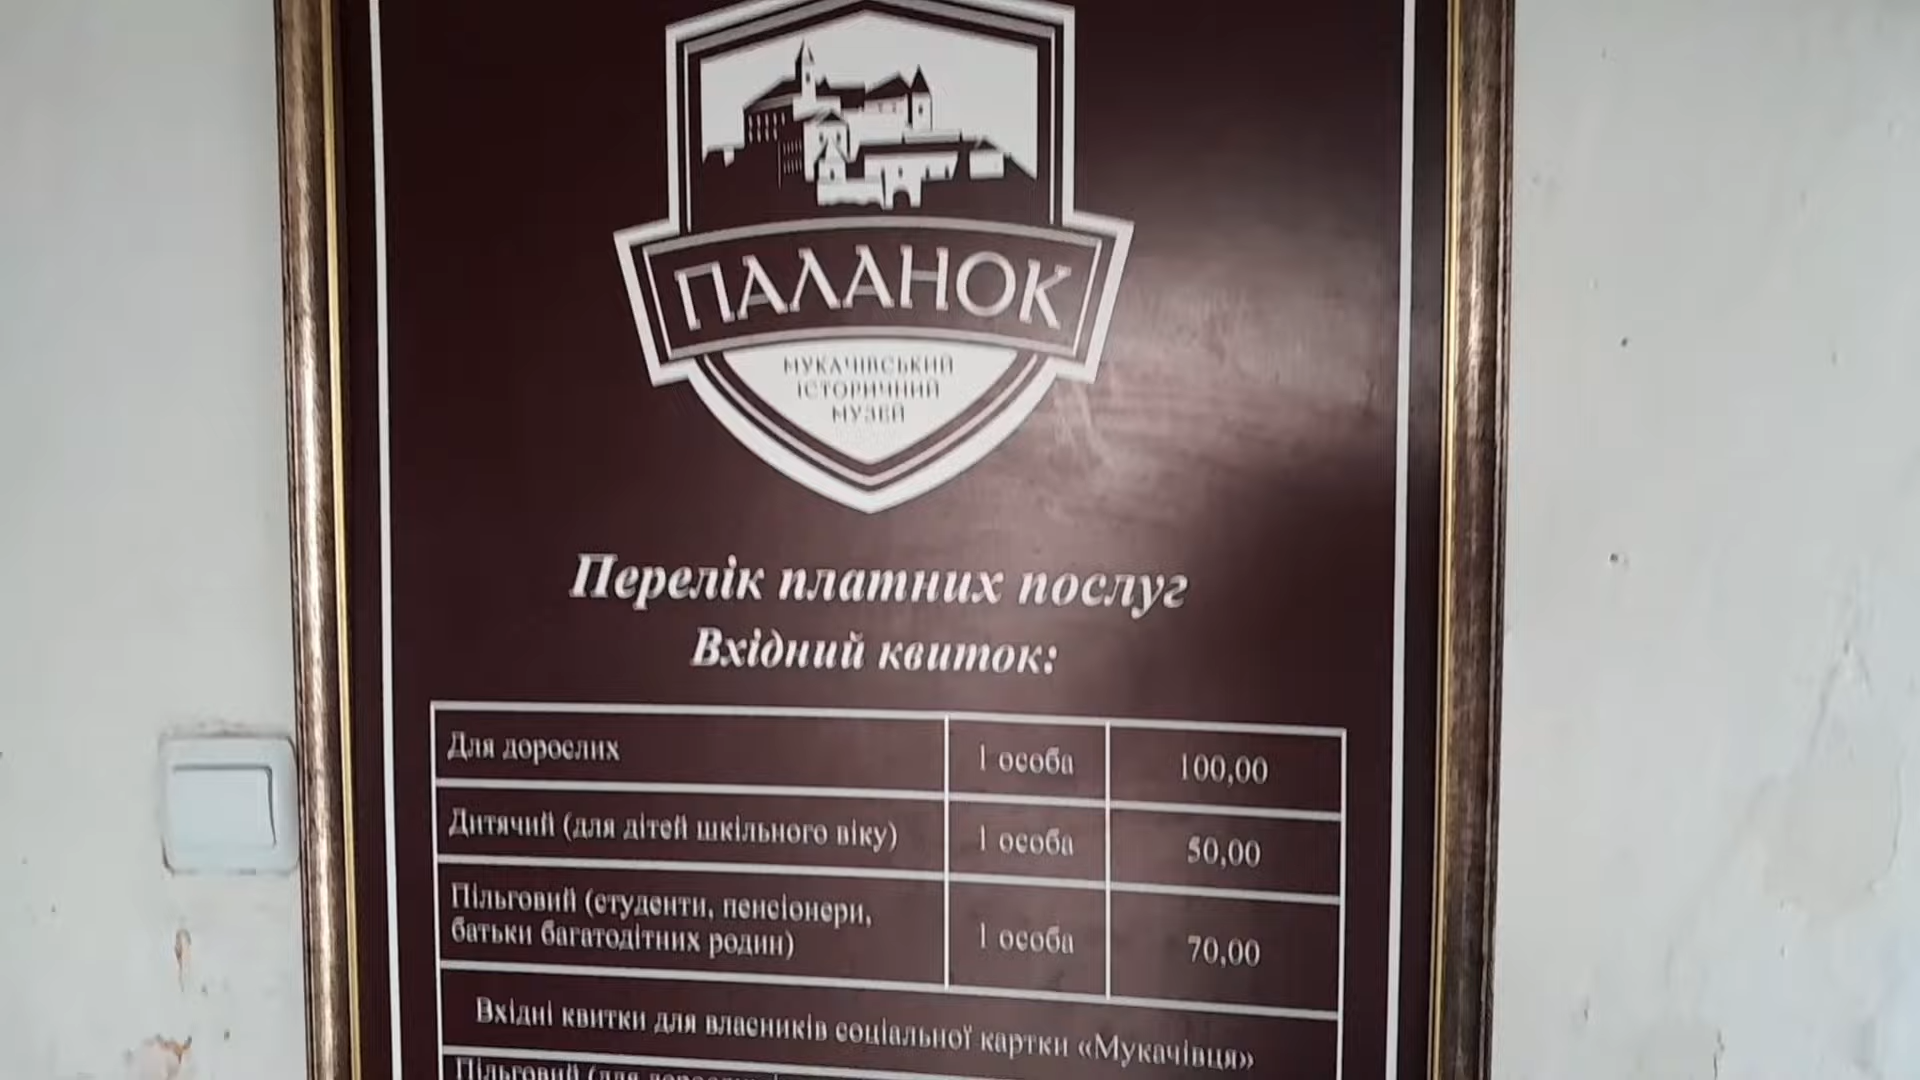 ПАЛАНОК
МУКАЧІВСЬКИЙ
ІСТОРИЧНИЙ
МУЗЕЙ
Перелік платних послуг
Вхідний квиток:
Для дорослих 1 особа 100,00
Дитячий (для дітей шкільного віку) 1 особа 50,00
Пільговий (студенти, пенсіонери,
батьки багатодітних родин) 1 особа 70,00
Вхідні квитки для власників соціальної картки «Мукачівця»
Пільговий (для